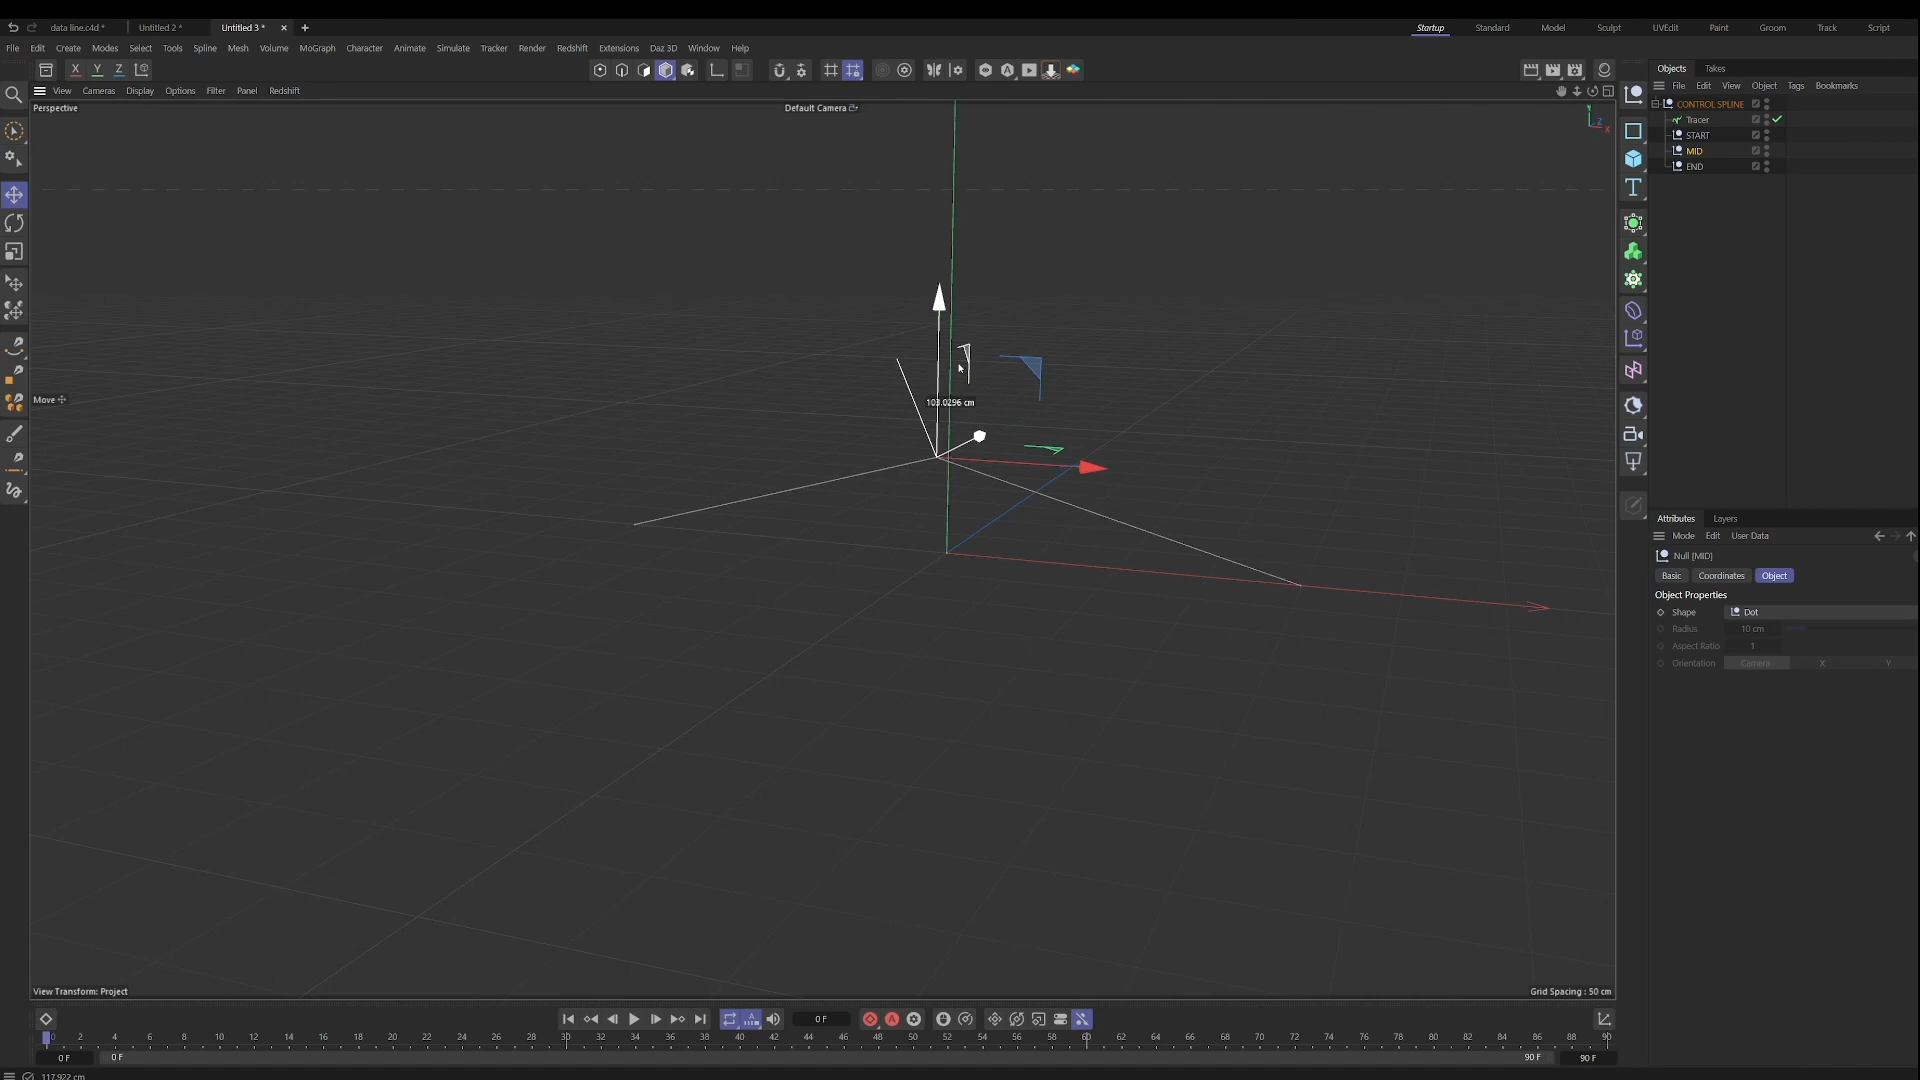 data line.c4d * Untitled 2 * Untitled 3 * × +
Startup Standard Model Sculpt UVEdit Paint Groom Track Script
File Edit Create Modes Select Tools Spline Mesh Volume MoGraph Character Animate Simulate Tracker Render Redshift Extensions Daz 3D Window Help
X Y Z
View Cameras Display Options Filter Panel Redshift
Perspective
Default Camera
Y
Z
X
Move
103.0296 cm
View Transform: Project
Grid Spacing : 50 cm
Objects Takes
File Edit View Object Tags Bookmarks
CONTROL SPLINE
Tracer
START
MID
END
Attributes Layers
Mode Edit User Data
Null [MID]
Basic Coordinates Object
Object Properties
Shape Dot
Radius 10 cm
Aspect Ratio 1
Orientation Camera X Y
0 F
0 2 4 6 8 10 12 14 16 18 20 22 24 26 28 30 32 34 36 38 40 42 44 46 48 50 52 54 56 58 60 62 64 66 68 70 72 74 76 78 80 82 84 86 88 90
0 F 0 F 90 F 90 F
117.922 cm